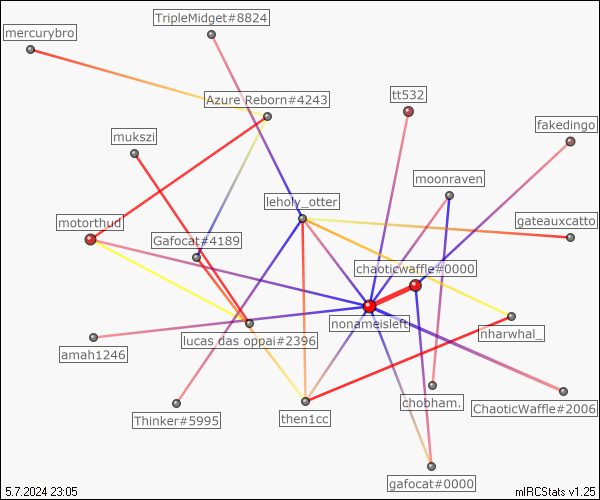 TripleMidget#8824
mercurybro
tt532
Azure Reborn#4243
fakedingo
mukszi
moonraven
leholy_otter
motorthud
gateauxcatto
Gafocat#4189
chaoticwaffle#0000
nonameisleft
nharwhal_
lucas das oppai#2396
amah1246
chobham.
ChaoticWaffle#2006
Thinker#5995
then1cc
gafocat#0000
5.7.2024 23:05
mIRCStats v1.25